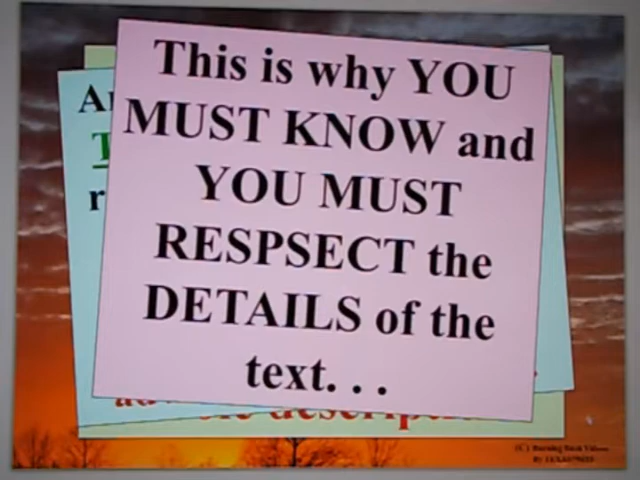 This is why YOU
MUST KNOW and
YOU MUST
RESPSECT the
DETAILS of the
text. . .